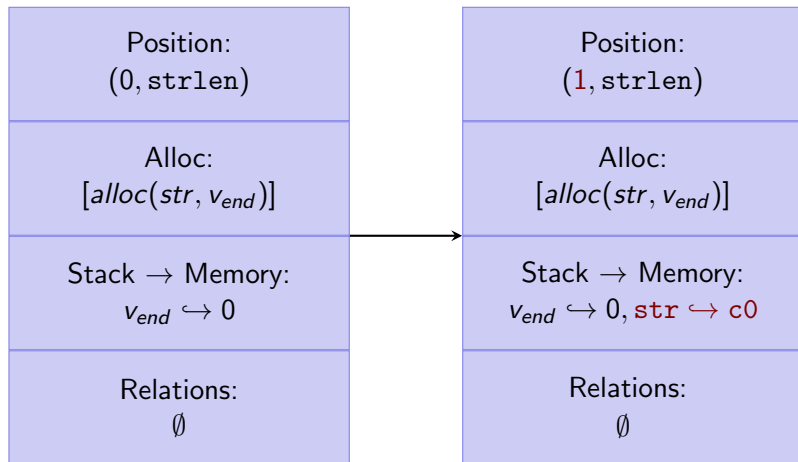 Position:
(0, strlen)
Alloc:
[alloc(str, v_end)]
Stack → Memory:
v_end ↪ 0
Relations:
∅
Position:
(1, strlen)
Alloc:
[alloc(str, v_end)]
Stack → Memory:
v_end ↪ 0, str ↪ c0
Relations:
∅